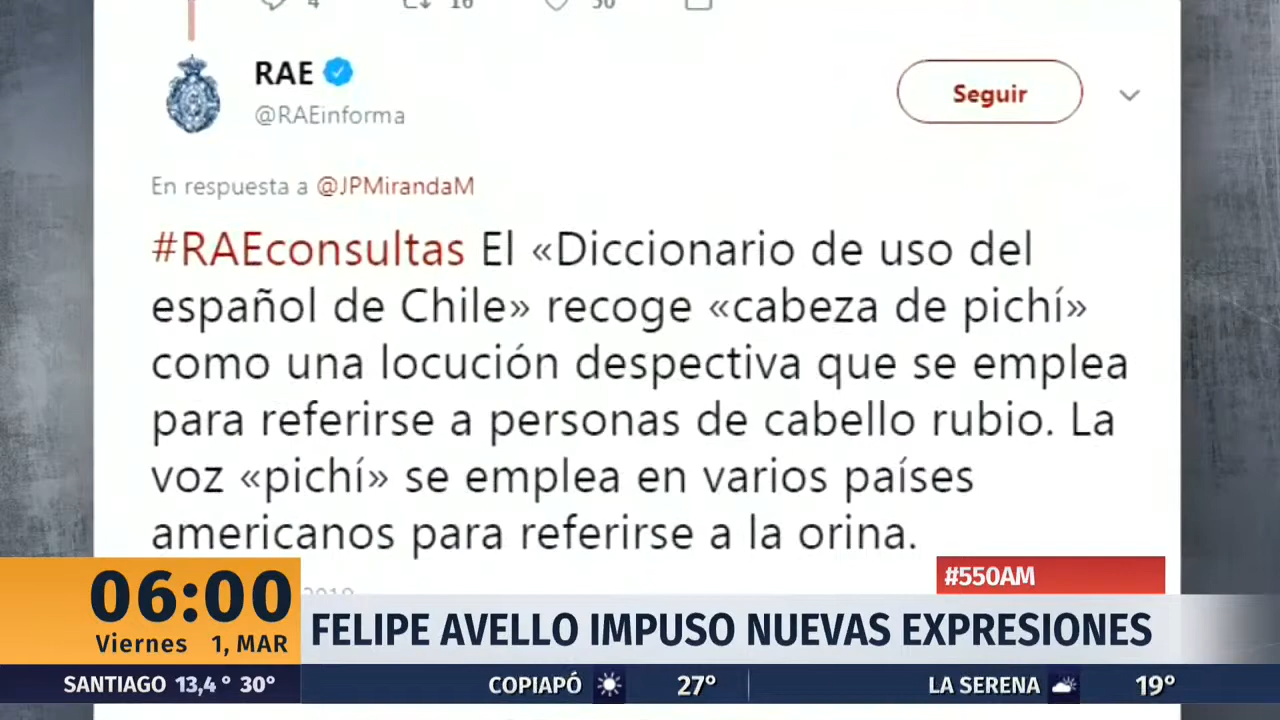 4 16 50
RAE
@RAEinforma
Seguir
En respuesta a @JPMirandaM
#RAEconsultas El «Diccionario de uso del
español de Chile» recoge «cabeza de pichí»
como una locución despectiva que se emplea
para referirse a personas de cabello rubio. La
voz «pichí» se emplea en varios países
americanos para referirse a la orina.
#550AM
06:00
Viernes 1, MAR
FELIPE AVELLO IMPUSO NUEVAS EXPRESIONES
SANTIAGO 13,4° 30° COPIAPÓ 27° LA SERENA 19°